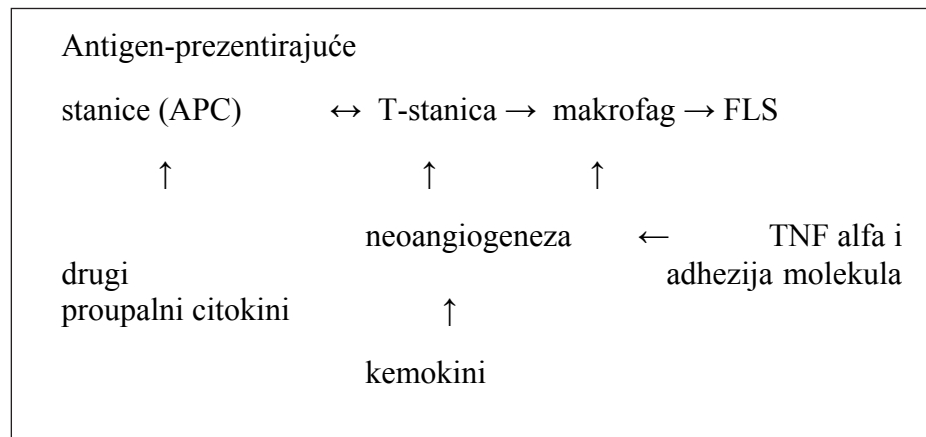 Antigen-prezentirajuće
stanice (APC) ↔ T-stanica → makrofag → FLS
↑ ↑ ↑
neoangiogeneza ← TNF alfa i
drugi adhezija molekula
proupalni citokini ↑
kemokini